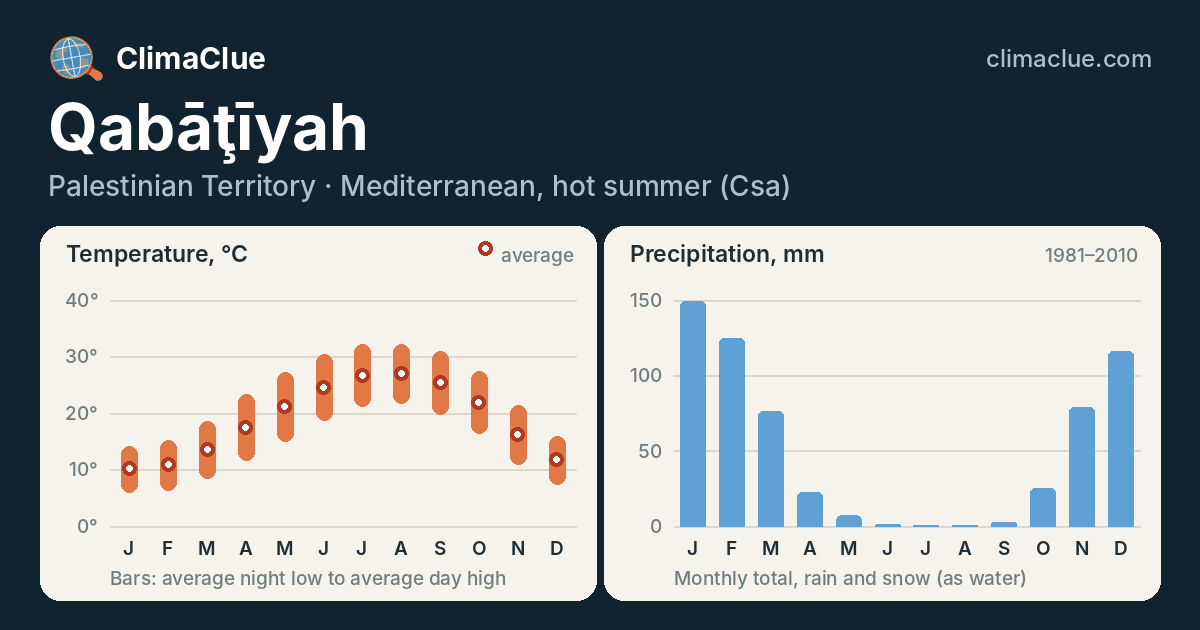 ClimaClue
climaclue.com
Qabāţīyah
Palestinian Territory · Mediterranean, hot summer (Csa)
Temperature, °C
average
40°
30°
20°
10°
0°
J F M A M J J A S O N D
Bars: average night low to average day high
Precipitation, mm
1981–2010
150
100
50
0
J F M A M J J A S O N D
Monthly total, rain and snow (as water)